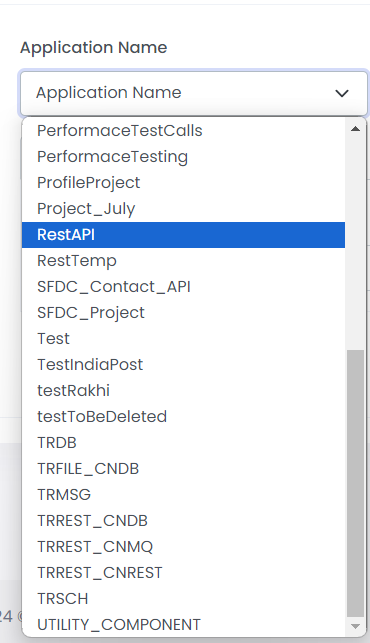 Application Name
Application Name
PerformaceTestCalls
PerformaceTesting
ProfileProject
Project_July
RestAPI
RestTemp
SFDC_Contact_API
SFDC_Project
Test
TestIndiaPost
testRakhi
testToBeDeleted
TRDB
TRFILE_CNDB
TRMSG
TRREST_CNDB
TRREST_CNMQ
TRREST_CNREST
TRSCH
24 ©
UTILITY_COMPONENT